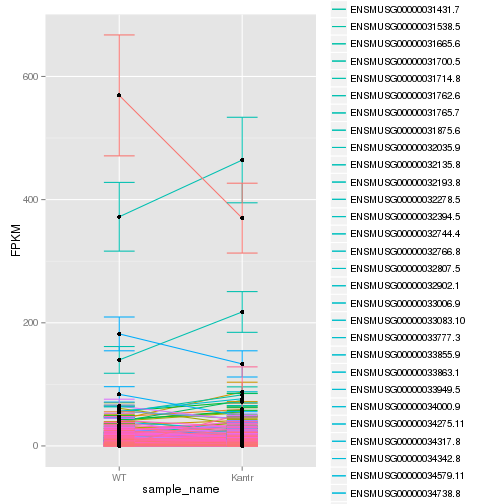 600
400
200
0
FPKM
WT
Kantr
sample_name
ENSMUSG00000031431.7
ENSMUSG00000031538.5
ENSMUSG00000031665.6
ENSMUSG00000031700.5
ENSMUSG00000031714.8
ENSMUSG00000031762.6
ENSMUSG00000031765.7
ENSMUSG00000031875.6
ENSMUSG00000032035.9
ENSMUSG00000032135.8
ENSMUSG00000032193.8
ENSMUSG00000032278.5
ENSMUSG00000032394.5
ENSMUSG00000032744.4
ENSMUSG00000032766.8
ENSMUSG00000032807.5
ENSMUSG00000032902.1
ENSMUSG00000033006.9
ENSMUSG00000033083.10
ENSMUSG00000033777.3
ENSMUSG00000033855.9
ENSMUSG00000033863.1
ENSMUSG00000033949.5
ENSMUSG00000034000.9
ENSMUSG00000034275.11
ENSMUSG00000034317.8
ENSMUSG00000034342.8
ENSMUSG00000034579.11
ENSMUSG00000034738.8